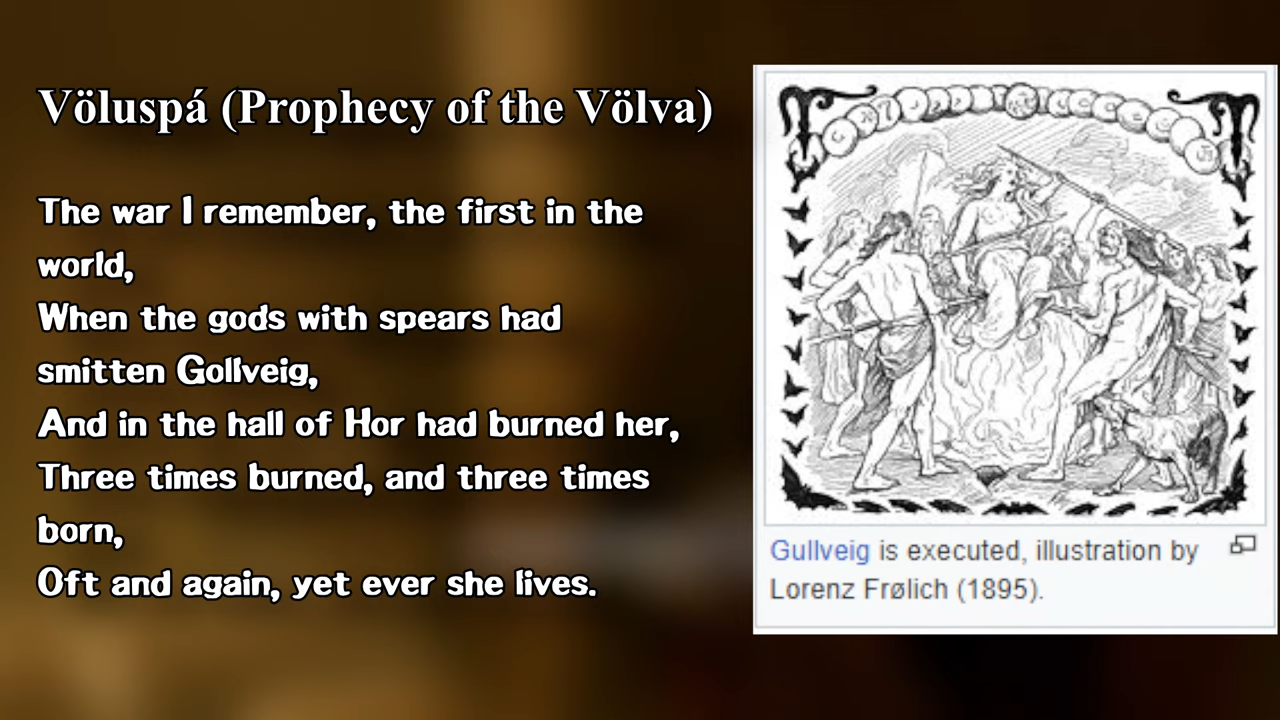 Völuspá (Prophecy of the Völva)
The war I remember, the first in the
world,
When the gods with spears had
smitten Gollveig,
And in the hall of Hor had burned her,
Three times burned, and three times
born,
Oft and again, yet ever she lives.
Gullveig is executed, illustration by
Lorenz Frølich (1895).